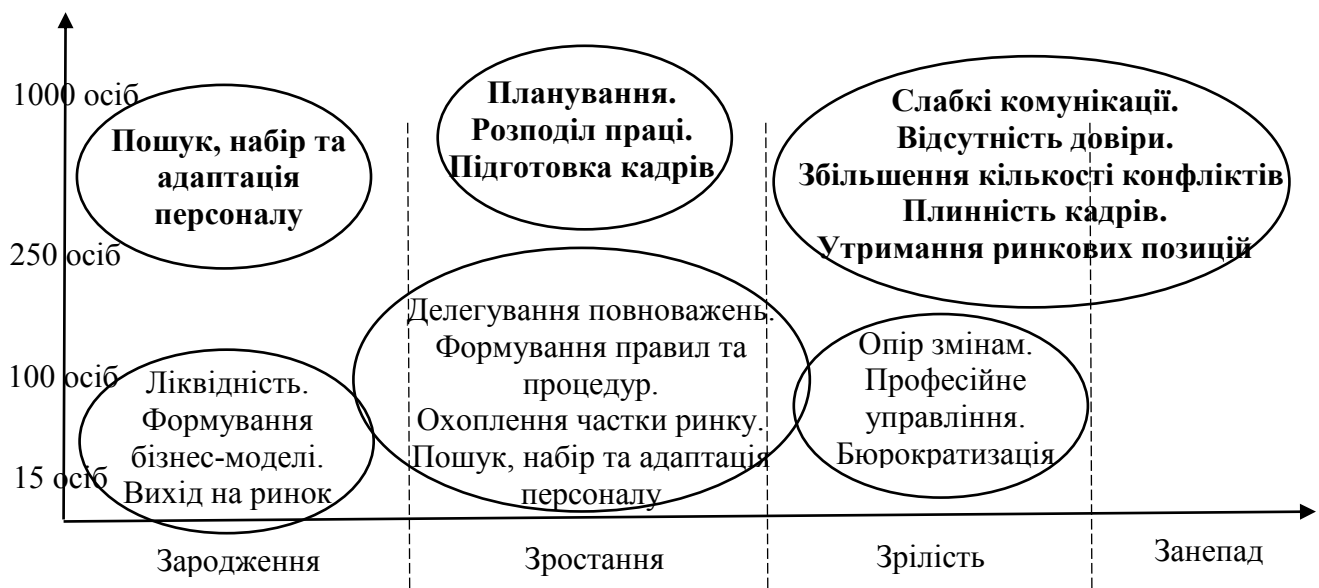 1000 осіб
250 осіб
100 осіб
15 осіб
Пошук, набір та
адаптація
персоналу
Планування.
Розподіл праці.
Підготовка кадрів
Слабкі комунікації.
Відсутність довіри.
Збільшення кількості конфліктів
Плинність кадрів.
Утримання ринкових позицій
Ліквідність.
Формування
бізнес-моделі.
Вихід на ринок
Делегування повноважень.
Формування правил та
процедур.
Охоплення частки ринку.
Пошук, набір та адаптація
персоналу
Опір змінам.
Професійне
управління.
Бюрократизація
Зародження
Зростання
Зрілість
Занепад